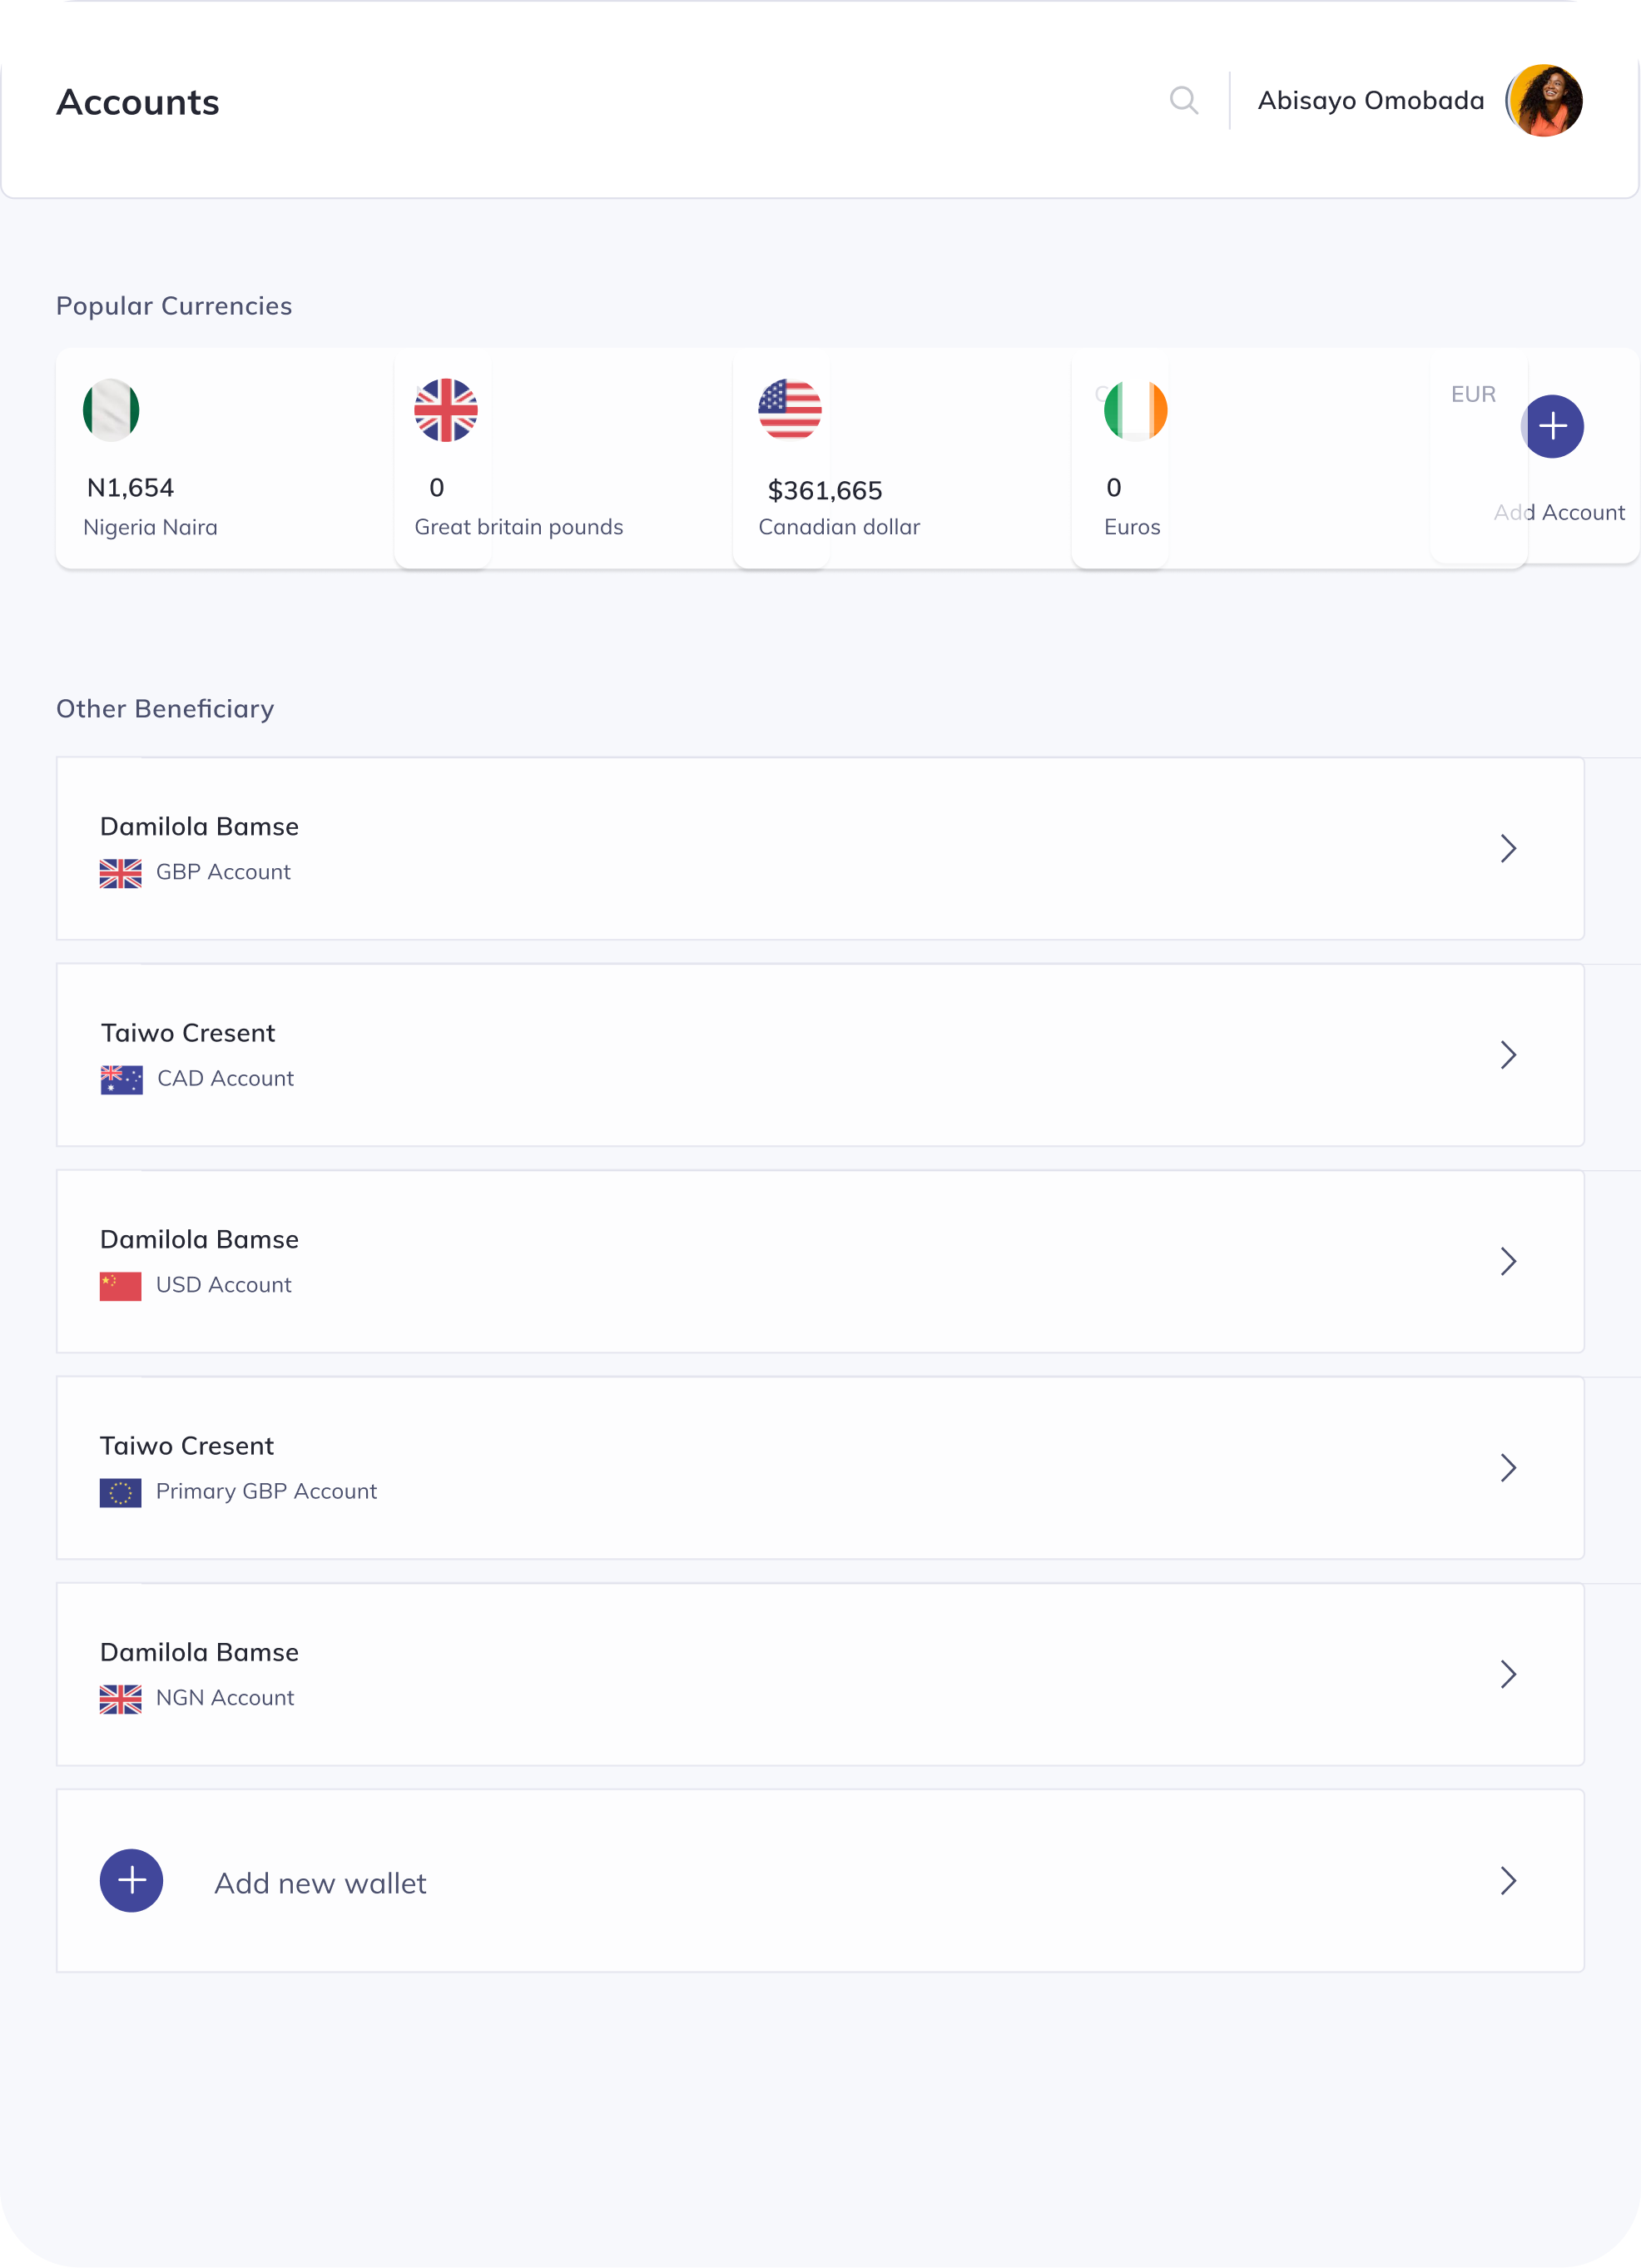 Accounts
Abisayo Omobada
Popular Currencies
EUR
N1,654
0
$361,665
0
Nigeria Naira
Great britain pounds
Canadian dollar
Euros
Add Account
Other Beneficiary
Damilola Bamse
GBP Account
Taiwo Cresent
CAD Account
Damilola Bamse
USD Account
Taiwo Cresent
Primary GBP Account
Damilola Bamse
NGN Account
Add new wallet